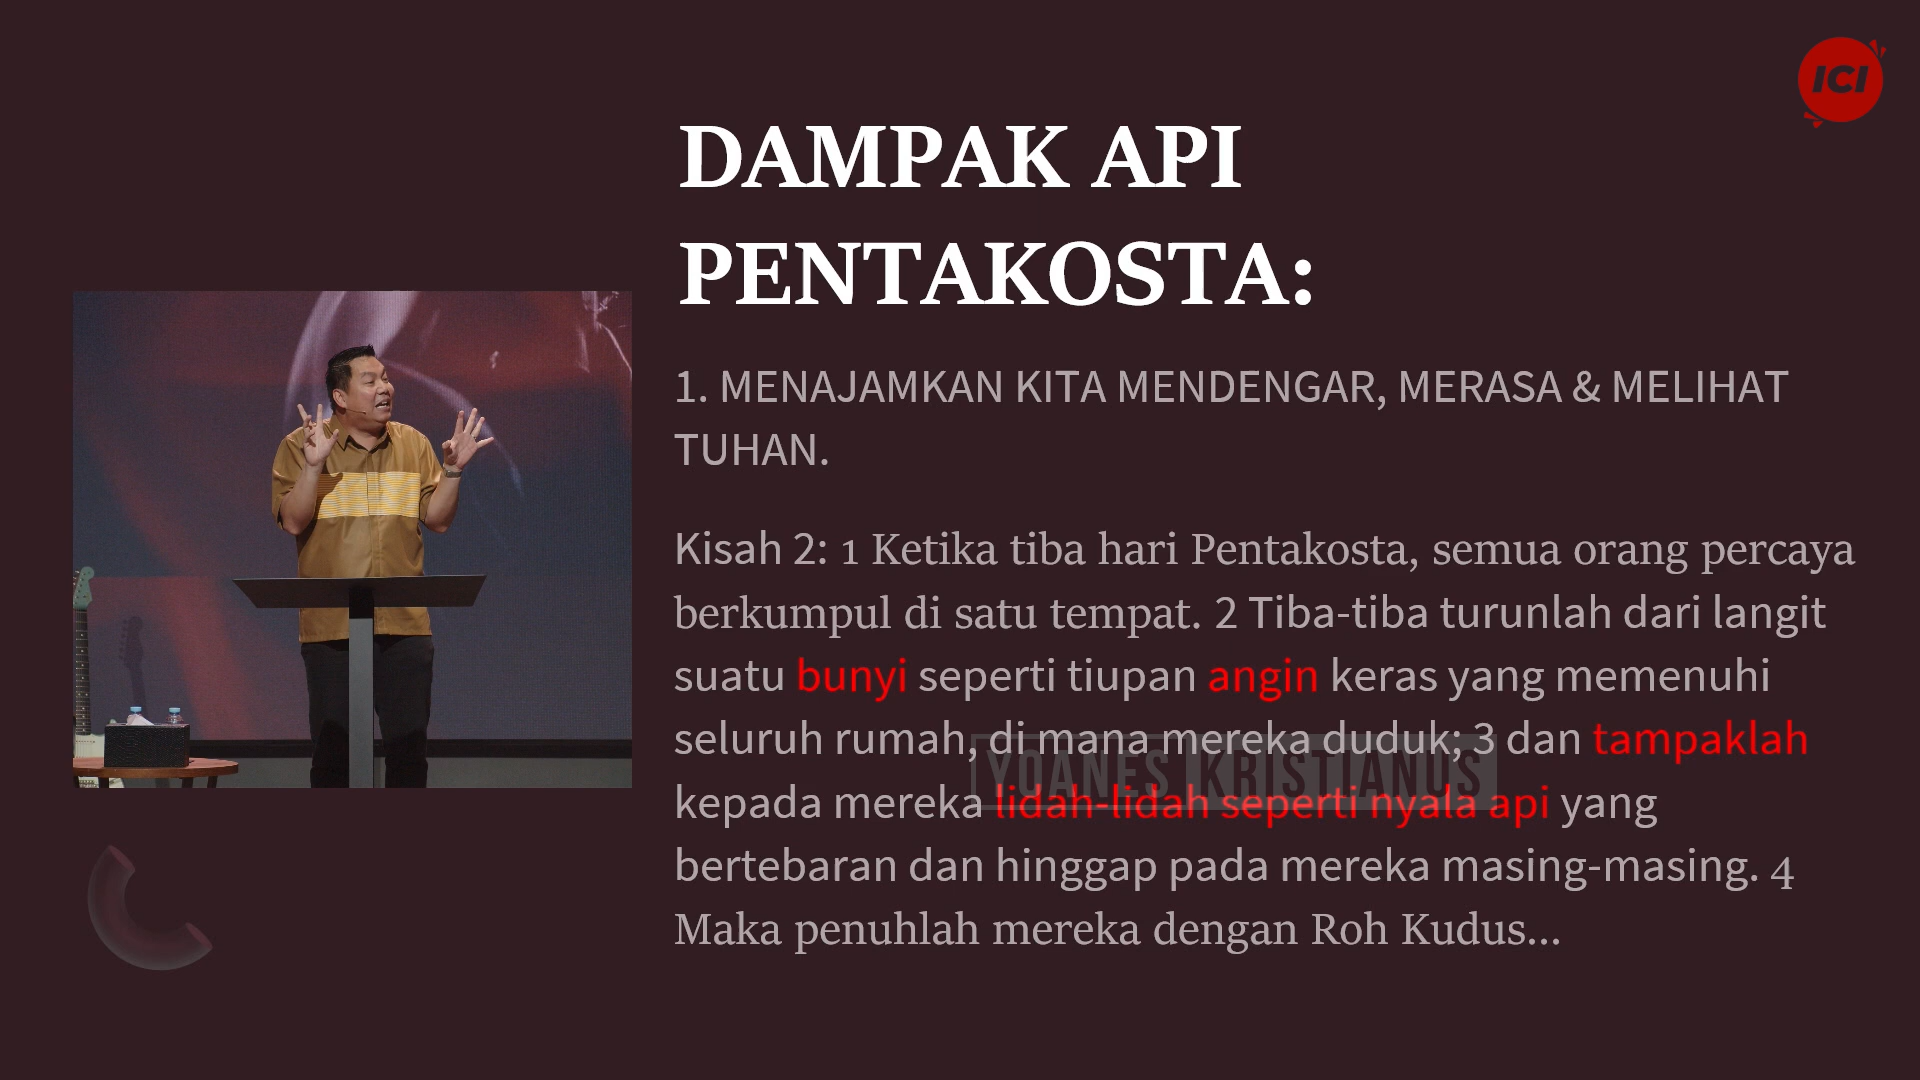 ICI
DAMPAK API
PENTAKOSTA:
1. MENAJAMKAN KITA MENDENGAR, MERASA & MELIHAT
TUHAN.
Kisah 2: 1 Ketika tiba hari Pentakosta, semua orang percaya
berkumpul di satu tempat. 2 Tiba-tiba turunlah dari langit
suatu bunyi seperti tiupan angin keras yang memenuhi
seluruh rumah, di mana mereka duduk; 3 dan tampaklah
YOANES KRISTIANUS
kepada mereka lidah-lidah seperti nyala api yang
bertebaran dan hinggap pada mereka masing-masing. 4
Maka penuhlah mereka dengan Roh Kudus...